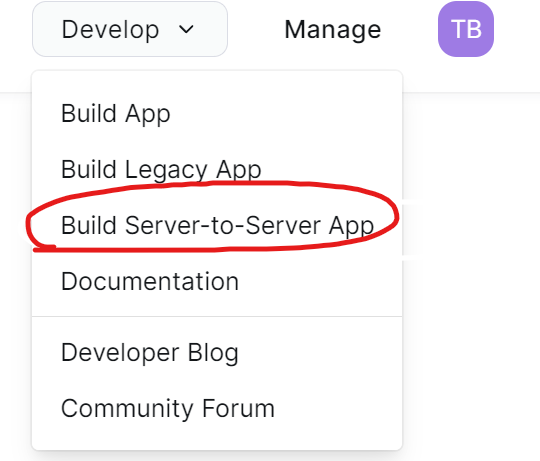 Develop Manage TB
Build App
Build Legacy App
Build Server-to-Server App
Documentation
Developer Blog
Community Forum